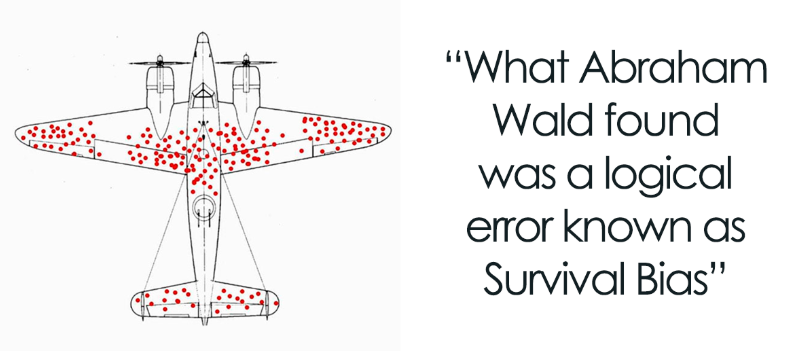 “What Abraham
Wald found
was a logical
error known as
Survival Bias”